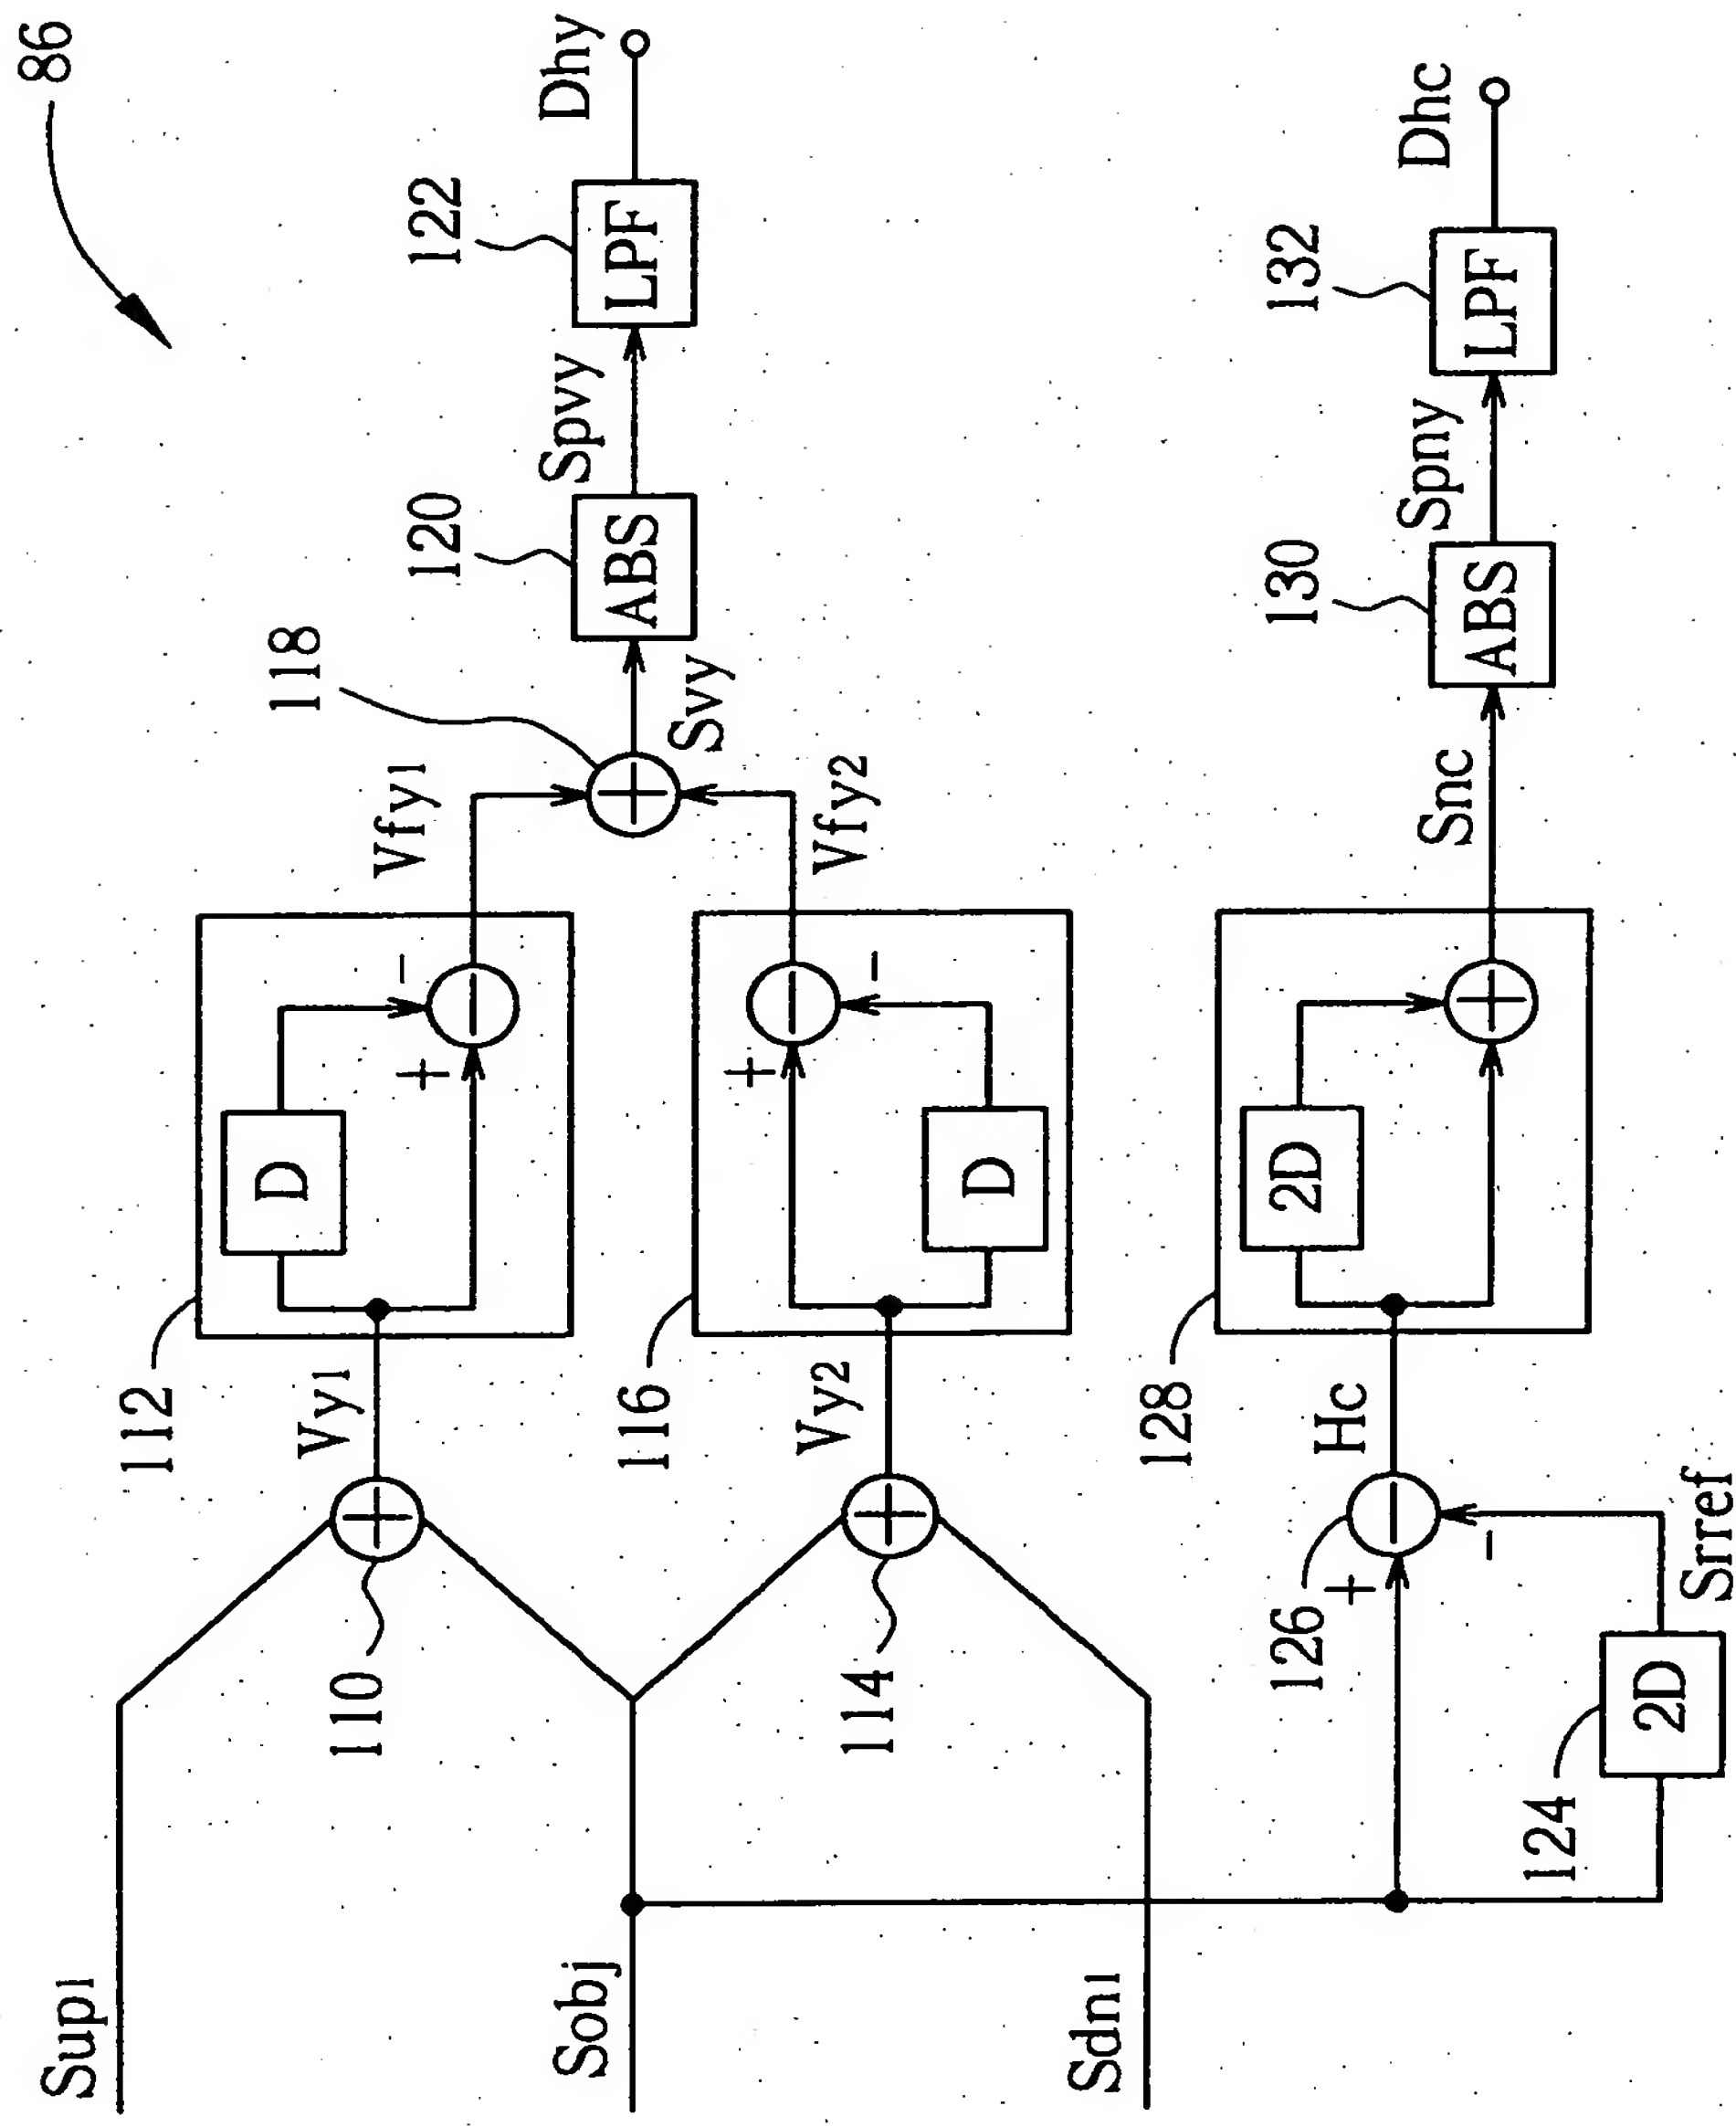 86
Sup1
110
Vy1
112
D
-
+
Vfy1
118
Svy
120
ABS
Spvy
122
LPF
Dhy
Sobj
114
Vy2
116
D
+
-
Vfy2
Sdn1
124
2D
Srref
126
+
-
Hc
128
2D
Snc
130
ABS
Spny
132
LPF
Dhc